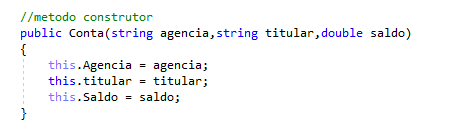 //metodo construtor
public Conta(string agencia,string titular,double saldo)
{
this.Agencia = agencia;
this.titular = titular;
this.Saldo = saldo;
}